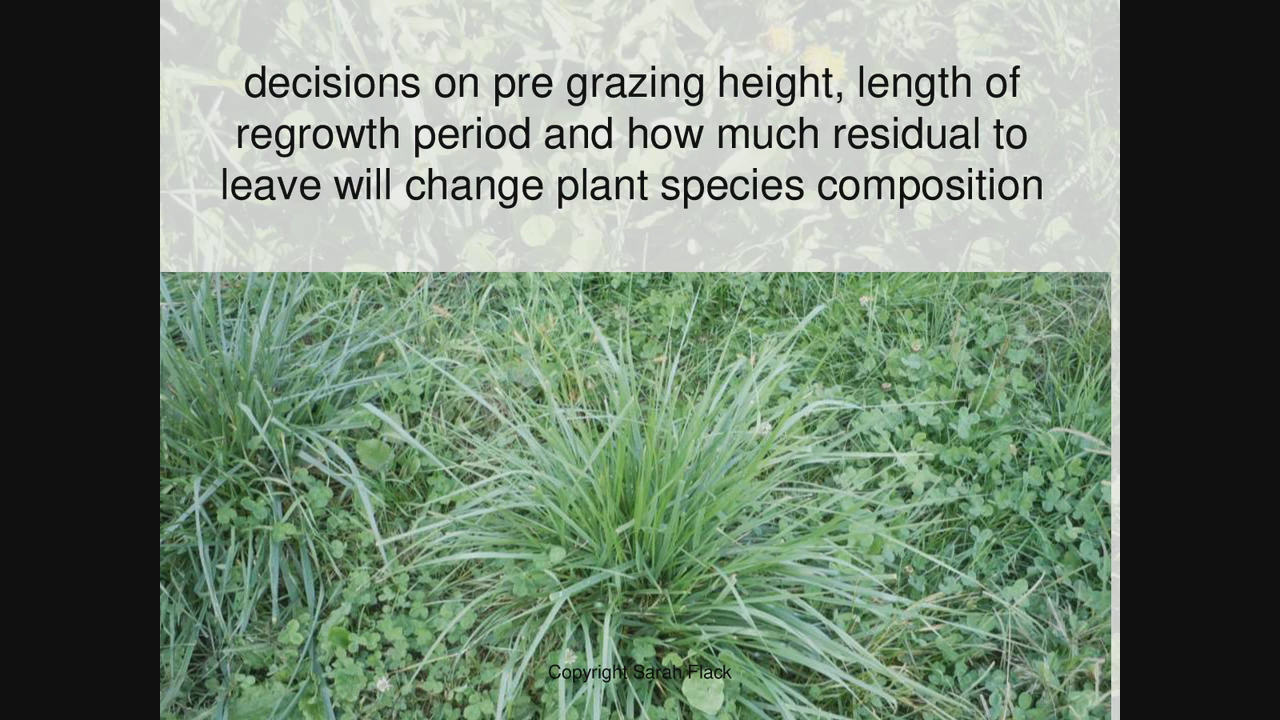 decisions on pre grazing height, length of
regrowth period and how much residual to
leave will change plant species composition
Copyright Sarah Flack